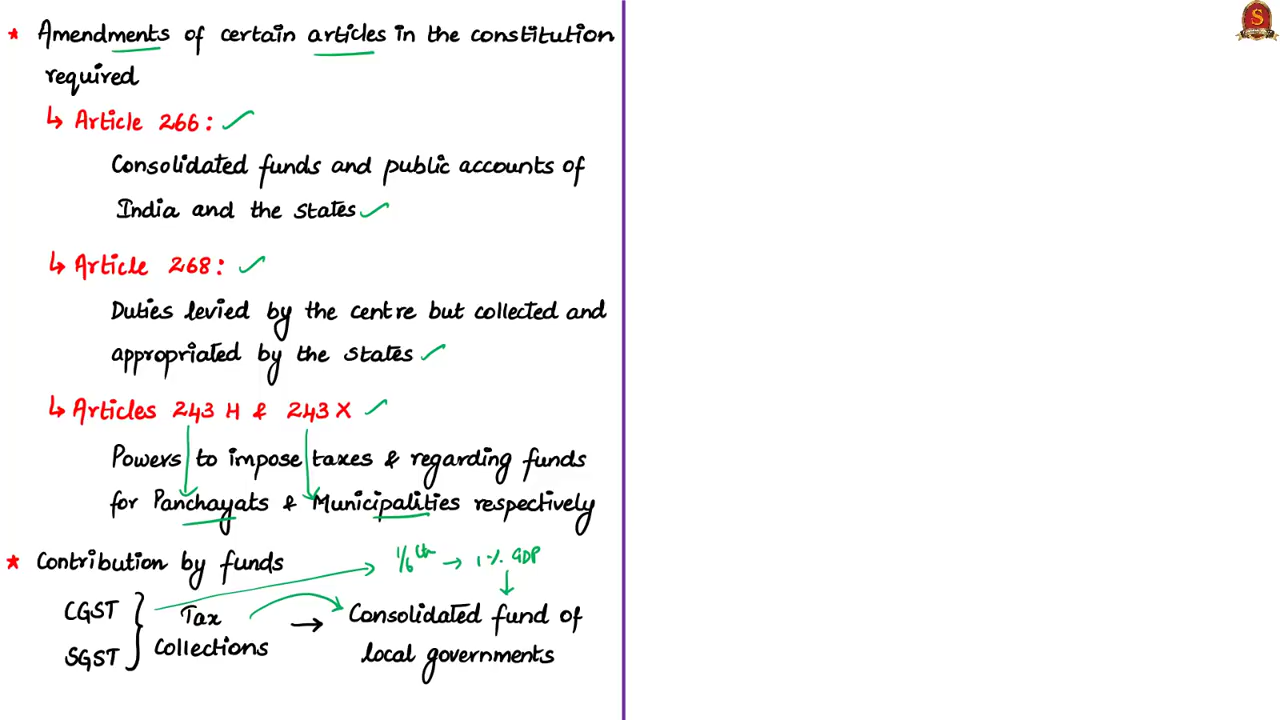 * Amendments of certain articles in the constitution
required
↳ Article 266:
Consolidated funds and public accounts of
India and the states
↳ Article 268:
Duties levied by the centre but collected and
appropriated by the states
↳ Articles 243 H & 243 X
Powers to impose taxes & regarding funds
for Panchayats & Municipalities respectively
* Contribution by funds
1/6th → 1% GDP
CGST } Tax → Consolidated fund of
SGST } Collections local governments